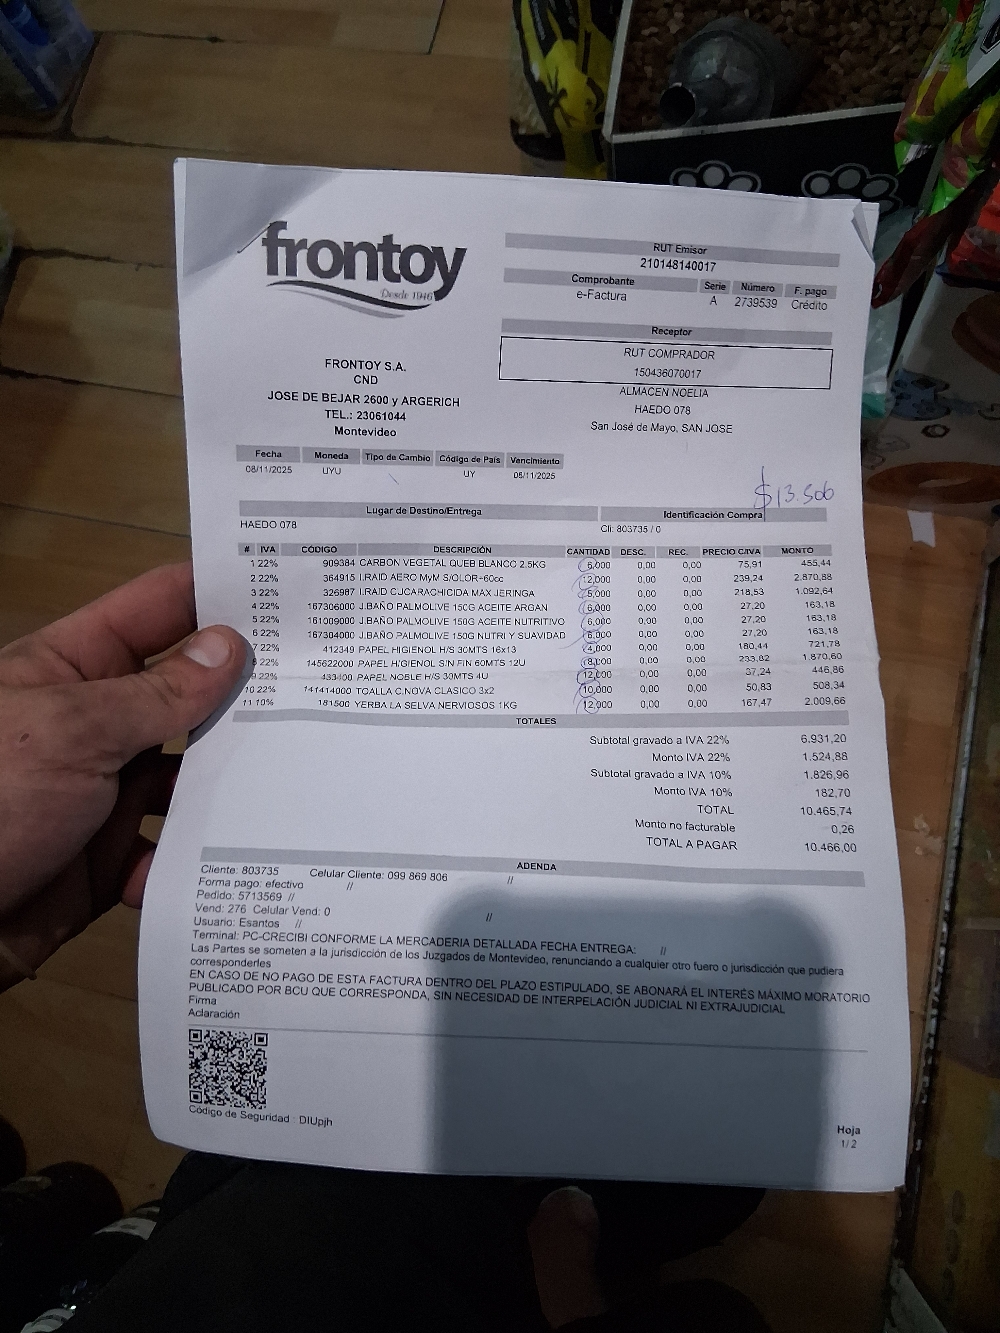 frontoy
Desde 1946
RUT Emisor
210148140017
Comprobante Serie Número F. pago
e-Factura A 2739539 Crédito
Receptor
RUT COMPRADOR
150436070017
ALMACEN NOELIA
HAEDO 078
San José de Mayo, SAN JOSE
FRONTOY S.A.
CND
JOSE DE BEJAR 2600 y ARGERICH
TEL.: 23061044
Montevideo
Fecha Moneda Tipo de Cambio Código de País Vencimiento
08/11/2025 UYU UY 08/11/2025
$13.506
Lugar de Destino/Entrega Identificación Compra
HAEDO 078 Cli: 803735 / 0
# IVA CÓDIGO DESCRIPCIÓN CANTIDAD DESC. REC. PRECIO C/IVA MONTO
1 22% 909384 CARBON VEGETAL QUEB BLANCO 2.5KG 6,000 0,00 0,00 75,91 455,44
2 22% 364915 I.RAID AERO MyM S/OLOR+60cc 12,000 0,00 0,00 239,24 2.870,88
3 22% 326987 I.RAID CUCARACHICIDA MAX JERINGA 5,000 0,00 0,00 218,53 1.092,64
4 22% 167306000 J.BAÑO PALMOLIVE 150G ACEITE ARGAN 6,000 0,00 0,00 27,20 163,18
5 22% 161009000 J.BAÑO PALMOLIVE 150G ACEITE NUTRITIVO 6,000 0,00 0,00 27,20 163,18
6 22% 167304000 J.BAÑO PALMOLIVE 150G NUTRI Y SUAVIDAD 6,000 0,00 0,00 27,20 163,18
7 22% 412349 PAPEL HIGIENOL H/S 30MTS 16x13 4,000 0,00 0,00 180,44 721,78
8 22% 145622000 PAPEL HIGIENOL S/N FIN 60MTS 12U 8,000 0,00 0,00 233,82 1.870,60
9 22% 433400 PAPEL NOBLE H/S 30MTS 4U 12,000 0,00 0,00 37,24 446,86
10 22% 141414000 TOALLA C.NOVA CLASICO 3x2 10,000 0,00 0,00 50,83 508,34
11 10% 181500 YERBA LA SELVA NERVIOSOS 1KG 12,000 0,00 0,00 167,47 2.009,66
TOTALES
Subtotal gravado a IVA 22% 6.931,20
Monto IVA 22% 1.524,88
Subtotal gravado a IVA 10% 1.826,96
Monto IVA 10% 182,70
TOTAL 10.465,74
Monto no facturable 0,26
TOTAL A PAGAR 10.466,00
ADENDA
Cliente: 803735 Celular Cliente: 099 869 806 //
Forma pago: efectivo //
Pedido: 5713569 //
Vend: 276 Celular Vend: 0 //
Usuario: Esantos //
Terminal: PC-CRECIBI CONFORME LA MERCADERIA DETALLADA FECHA ENTREGA: //
Las Partes se someten a la jurisdicción de los Juzgados de Montevideo, renunciando a cualquier otro fuero o jurisdicción que pudiera
corresponderles
EN CASO DE NO PAGO DE ESTA FACTURA DENTRO DEL PLAZO ESTIPULADO, SE ABONARÁ EL INTERÉS MÁXIMO MORATORIO
PUBLICADO POR BCU QUE CORRESPONDA, SIN NECESIDAD DE INTERPELACIÓN JUDICIAL NI EXTRAJUDICIAL
Firma
Aclaración
Código de Seguridad : DIUpjh
Hoja
1/2